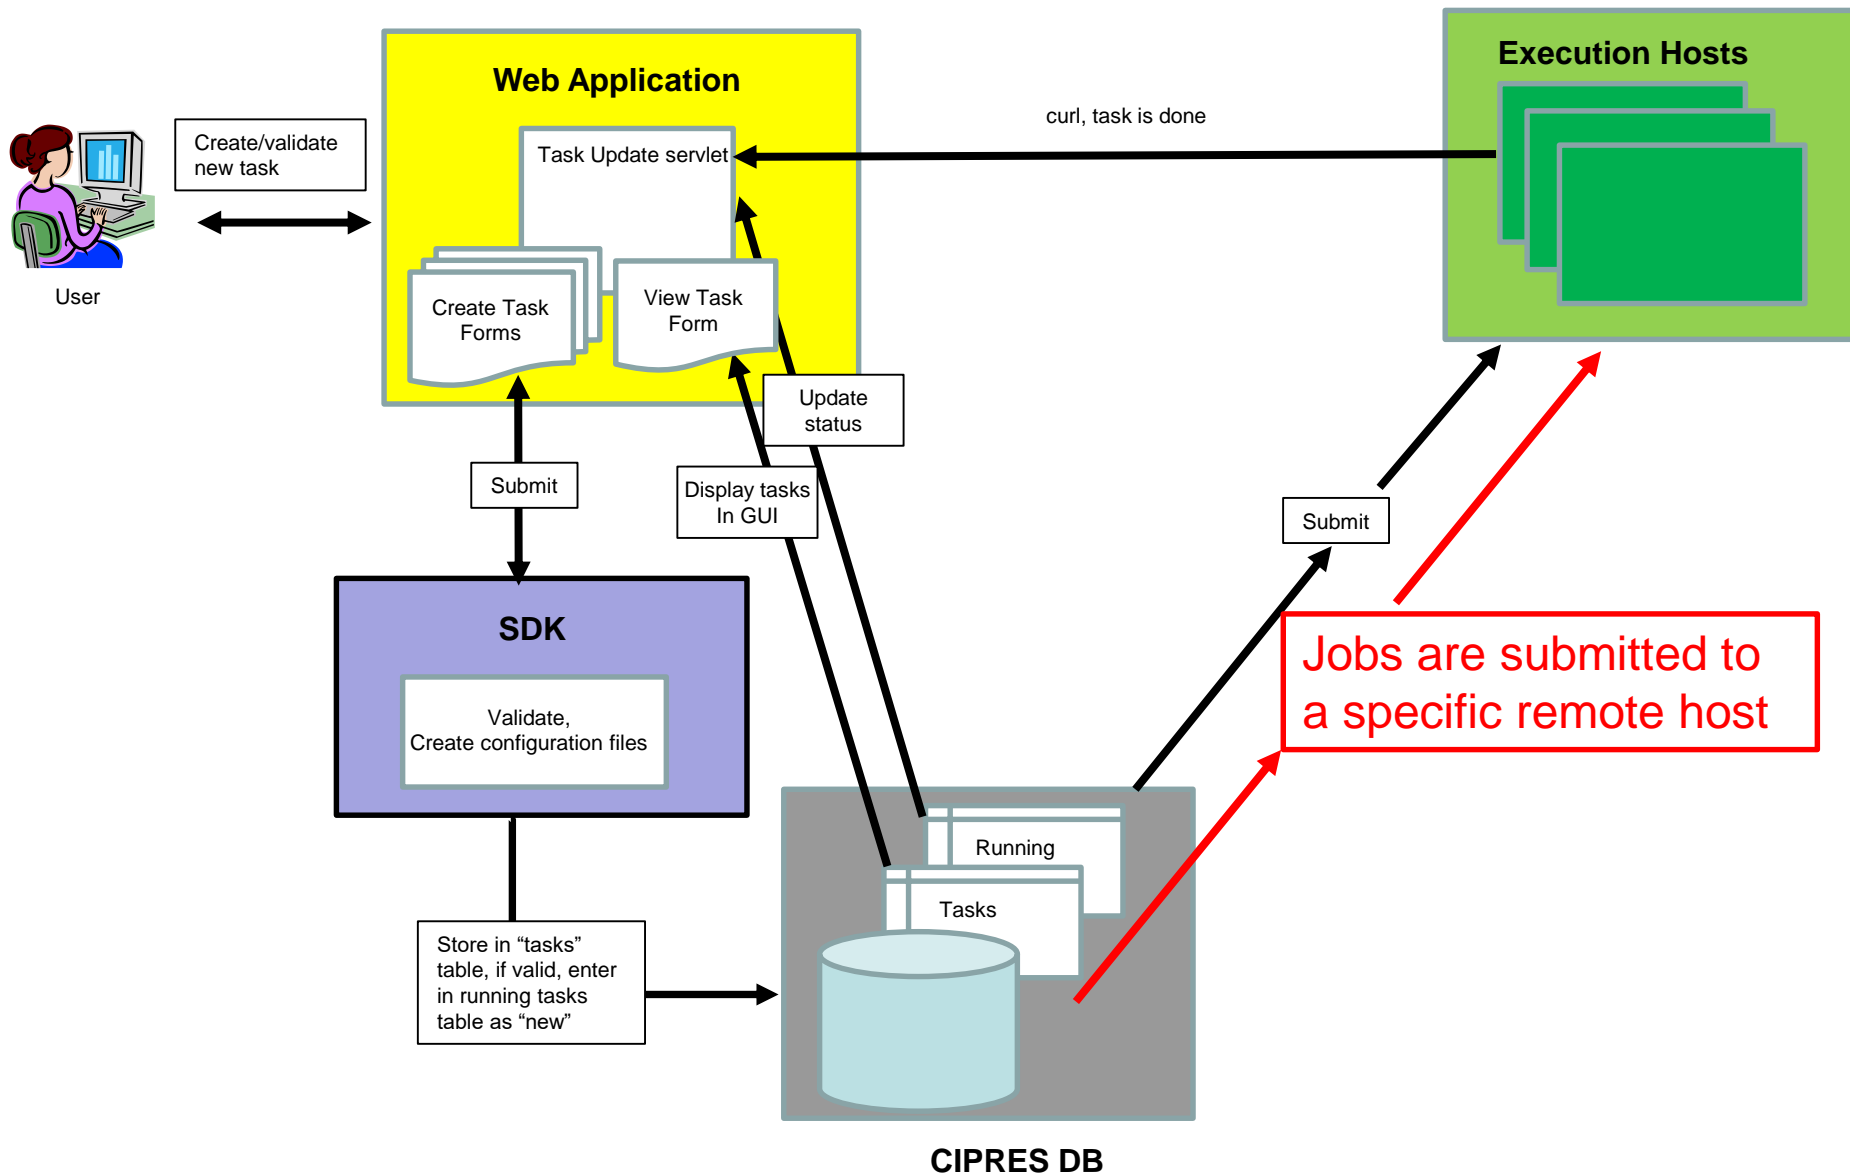 Web Application
Execution Hosts
curl, task is done
Create/validate
new task
Task Update servlet
User
Create Task
Forms
View Task
Form
Update
status
Submit
Display tasks
In GUI
Submit
SDK
Jobs are submitted to
a specific remote host
Validate,
Create configuration files
Running
Tasks
Store in “tasks”
table, if valid, enter
in running tasks
table as “new”
CIPRES DB